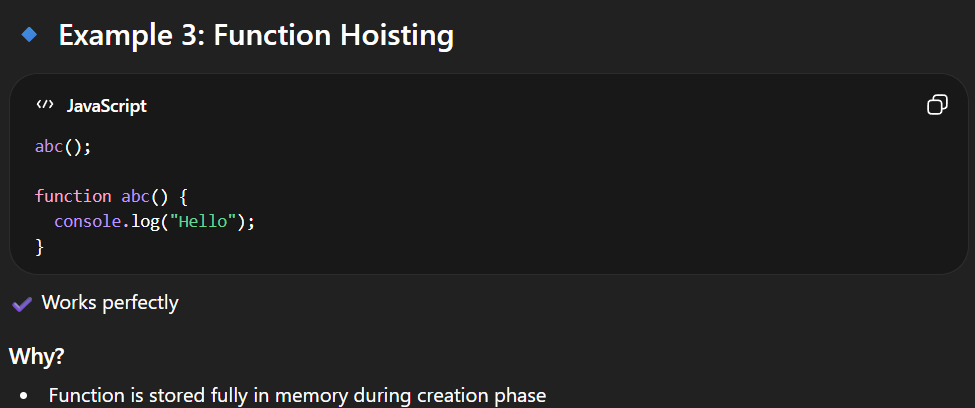 Example 3: Function Hoisting
JavaScript
abc();
function abc() {
  console.log("Hello");
}
Works perfectly
Why?
Function is stored fully in memory during creation phase